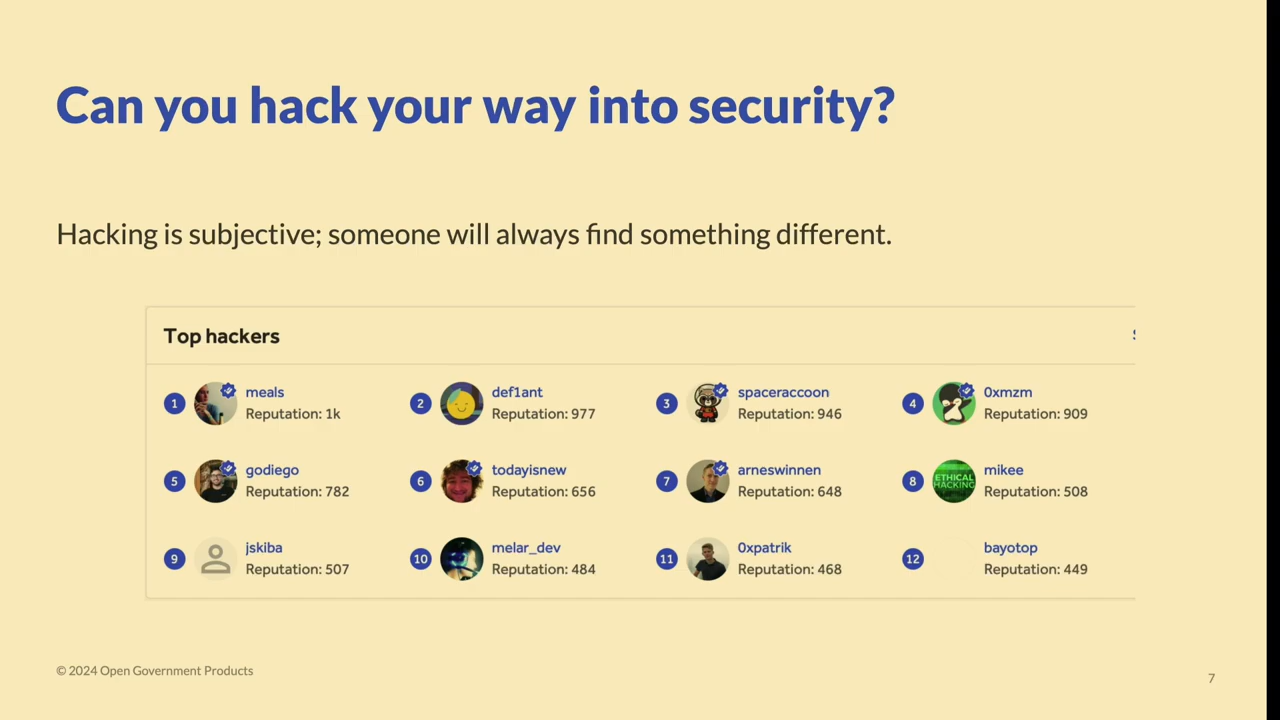 Can you hack your way into security?
Hacking is subjective; someone will always find something different.
Top hackers
1 meals
Reputation: 1k
2 def1ant
Reputation: 977
3 spaceraccoon
Reputation: 946
4 0xmzm
Reputation: 909
5 godiego
Reputation: 782
6 todayisnew
Reputation: 656
7 arneswinnen
Reputation: 648
8 ETHICAL HACKING mikee
Reputation: 508
9 jskiba
Reputation: 507
10 melar_dev
Reputation: 484
11 0xpatrik
Reputation: 468
12 bayotop
Reputation: 449
© 2024 Open Government Products
7